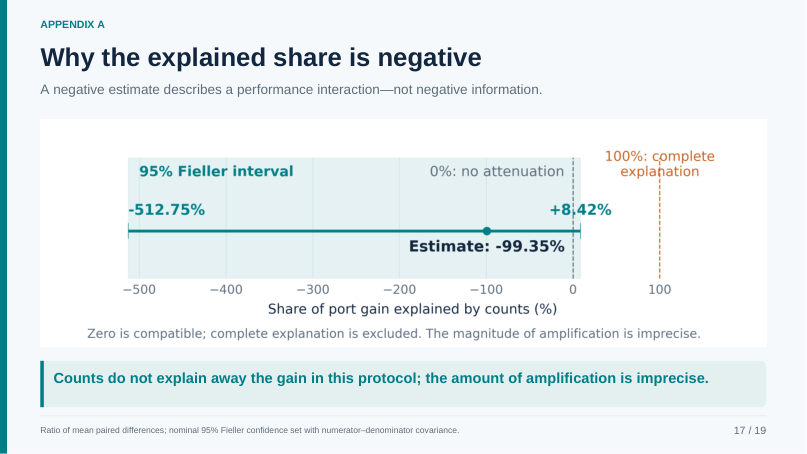 APPENDIX A
Why the explained share is negative
A negative estimate describes a performance interaction—not negative information.
100%: complete
explanation
95% Fieller interval
0%: no attenuation
-512.75%
+8.42%
Estimate: -99.35%
−500 −400 −300 −200 −100 0 100
Share of port gain explained by counts (%)
Zero is compatible; complete explanation is excluded. The magnitude of amplification is imprecise.
Counts do not explain away the gain in this protocol; the amount of amplification is imprecise.
Ratio of mean paired differences; nominal 95% Fieller confidence set with numerator–denominator covariance.
17 / 19